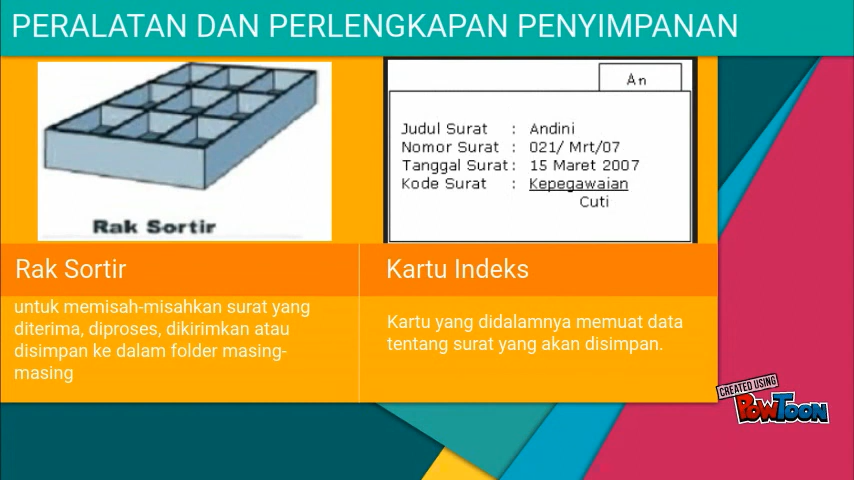 PERALATAN DAN PERLENGKAPAN PENYIMPANAN
Rak Sortir
An
Judul Surat : Andini
Nomor Surat : 021/ Mrt/07
Tanggal Surat : 15 Maret 2007
Kode Surat : Kepegawaian
Cuti
Rak Sortir
untuk memisah-misahkan surat yang
diterima, diproses, dikirimkan atau
disimpan ke dalam folder masing-
masing
Kartu Indeks
Kartu yang didalamnya memuat data
tentang surat yang akan disimpan.
CREATED USING
POWTOON